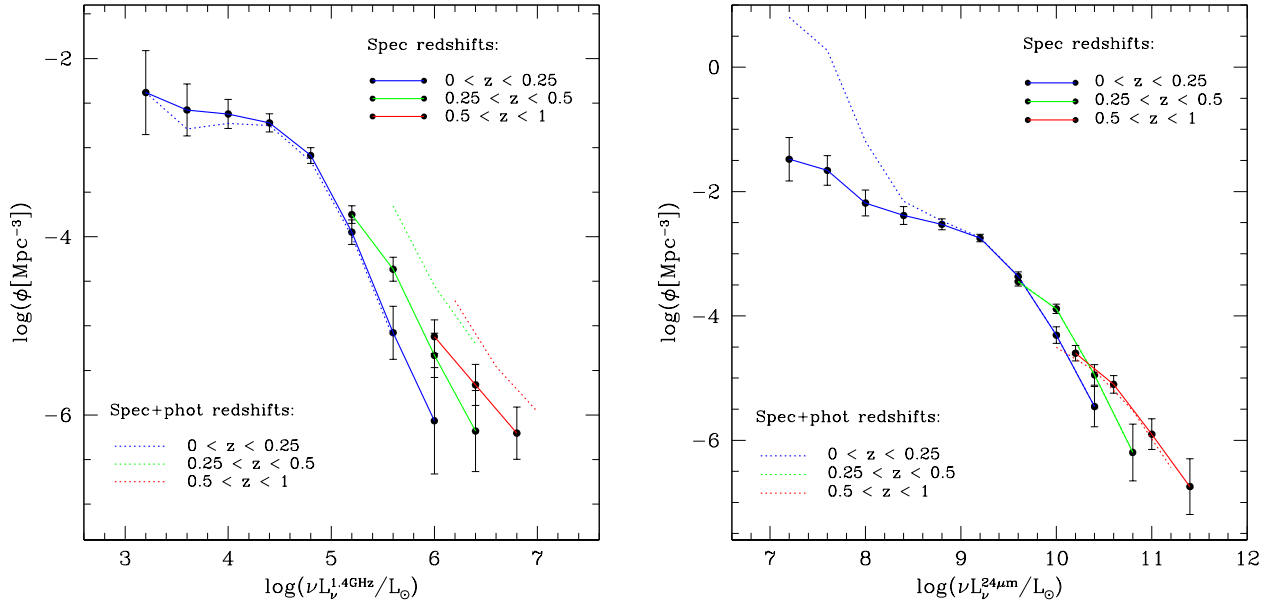 Spec redshifts:
0 < z < 0.25
0.25 < z < 0.5
0.5 < z < 1
−2
−4
−6
log(ϕ[Mpc⁻³])
Spec+phot redshifts:
0 < z < 0.25
0.25 < z < 0.5
0.5 < z < 1
3 4 5 6 7
log(νL_ν^1.4GHz/L_⊙)
Spec redshifts:
0 < z < 0.25
0.25 < z < 0.5
0.5 < z < 1
0
−2
−4
−6
log(ϕ[Mpc⁻³])
Spec+phot redshifts:
0 < z < 0.25
0.25 < z < 0.5
0.5 < z < 1
7 8 9 10 11 12
log(νL_ν^24μm/L_⊙)